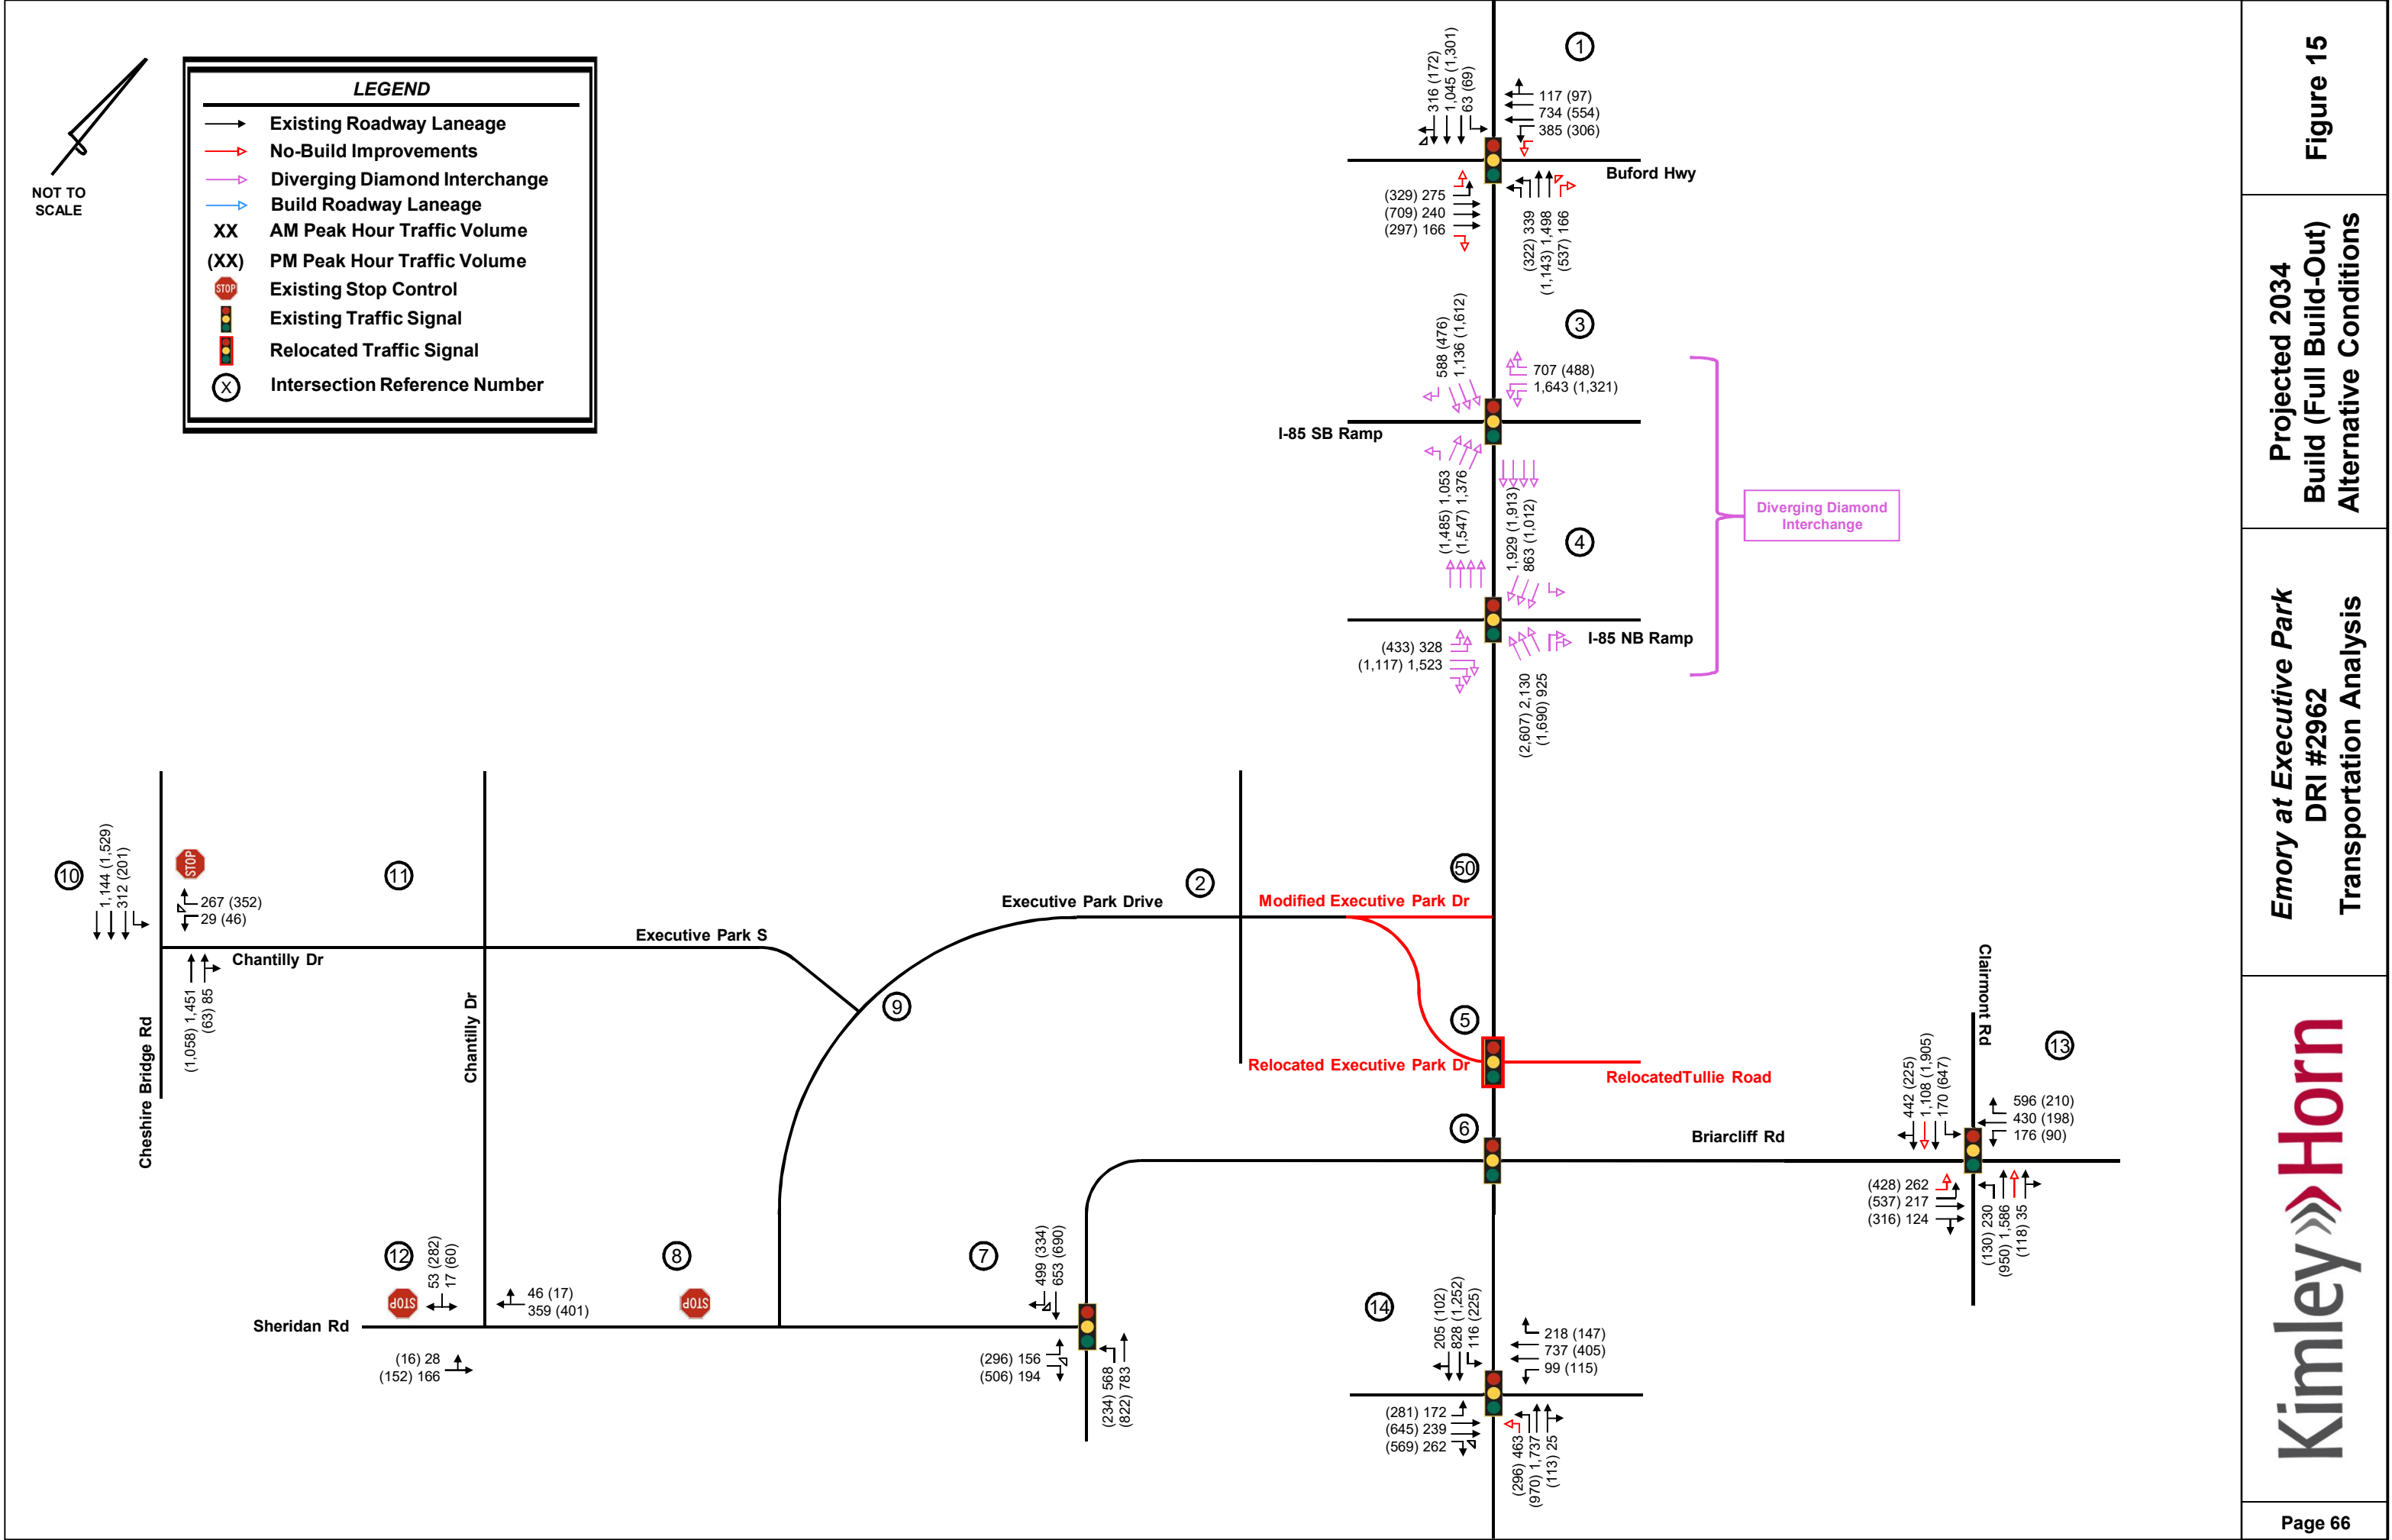 NOT TO
SCALE
LEGEND
Existing Roadway Laneage
No-Build Improvements
Diverging Diamond Interchange
Build Roadway Laneage
XX AM Peak Hour Traffic Volume
(XX) PM Peak Hour Traffic Volume
STOP Existing Stop Control
Existing Traffic Signal
Relocated Traffic Signal
X Intersection Reference Number
1
316 (172)
1,045 (1,301)
63 (69)
117 (97)
734 (554)
385 (306)
Buford Hwy
(329) 275
(709) 240
(297) 166
(322) 339
(1,143) 1,498
(537) 166
3
588 (476)
1,136 (1,612)
707 (488)
1,643 (1,321)
I-85 SB Ramp
(1,485) 1,053
(1,547) 1,376
Diverging Diamond
Interchange
4
1,929 (1,913)
863 (1,012)
I-85 NB Ramp
(433) 328
(1,117) 1,523
(2,607) 2,130
(1,690) 925
10
1,144 (1,529)
312 (201)
STOP
267 (352)
29 (46)
Chantilly Dr
(1,058) 1,451
(63) 85
Cheshire Bridge Rd
11
Executive Park S
Chantilly Dr
9
Executive Park Drive
2
50
Modified Executive Park Dr
5
Relocated Executive Park Dr
RelocatedTullie Road
6
Briarcliff Rd
Clairmont Rd
13
442 (225)
1,108 (1,905)
170 (647)
596 (210)
430 (198)
176 (90)
(428) 262
(537) 217
(316) 124
(130) 230
(950) 1,586
(118) 35
12
STOP
53 (282)
17 (60)
46 (17)
359 (401)
Sheridan Rd
(16) 28
(152) 166
8
STOP
7
499 (334)
653 (690)
(296) 156
(506) 194
(234) 568
(822) 783
14
205 (102)
828 (1,252)
116 (225)
218 (147)
737 (405)
99 (115)
(281) 172
(645) 239
(569) 262
(296) 463
(970) 1,737
(113) 25
Figure 15
Projected 2034
Build (Full Build-Out)
Alternative Conditions
Emory at Executive Park
DRI #2962
Transportation Analysis
Kimley»Horn
Page 66